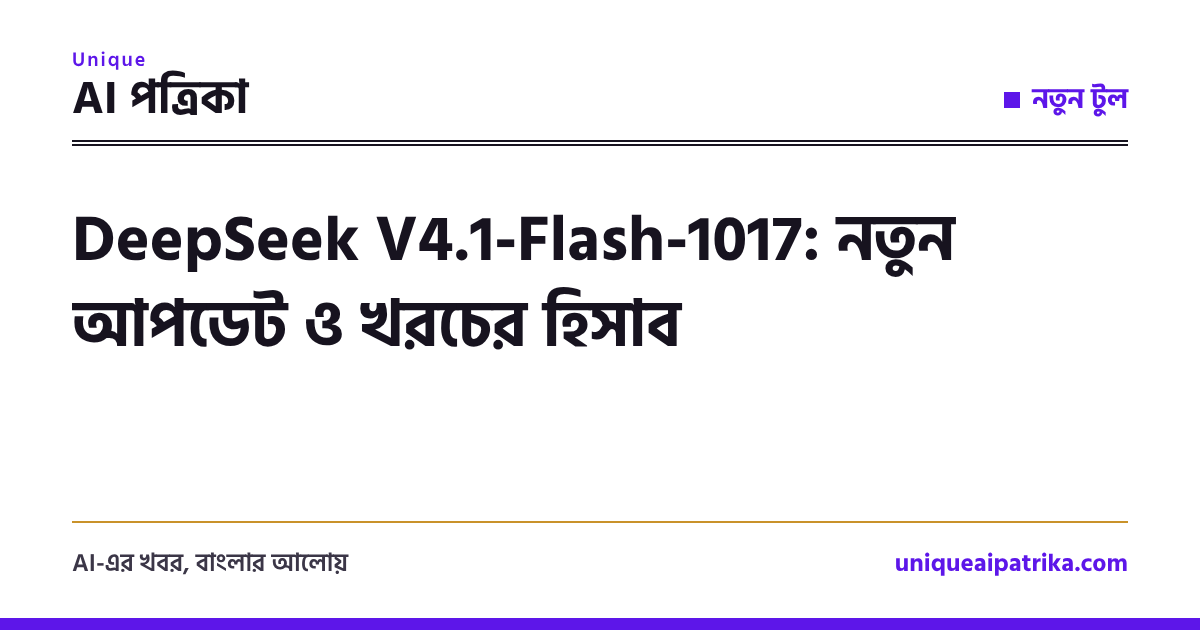 Unique
AI পত্রিকা
নতুন টুল
DeepSeek V4.1-Flash-1017: নতুন
আপডেট ও খরচের হিসাব
AI-এর খবর, বাংলার আলোয়
uniqueaipatrika.com